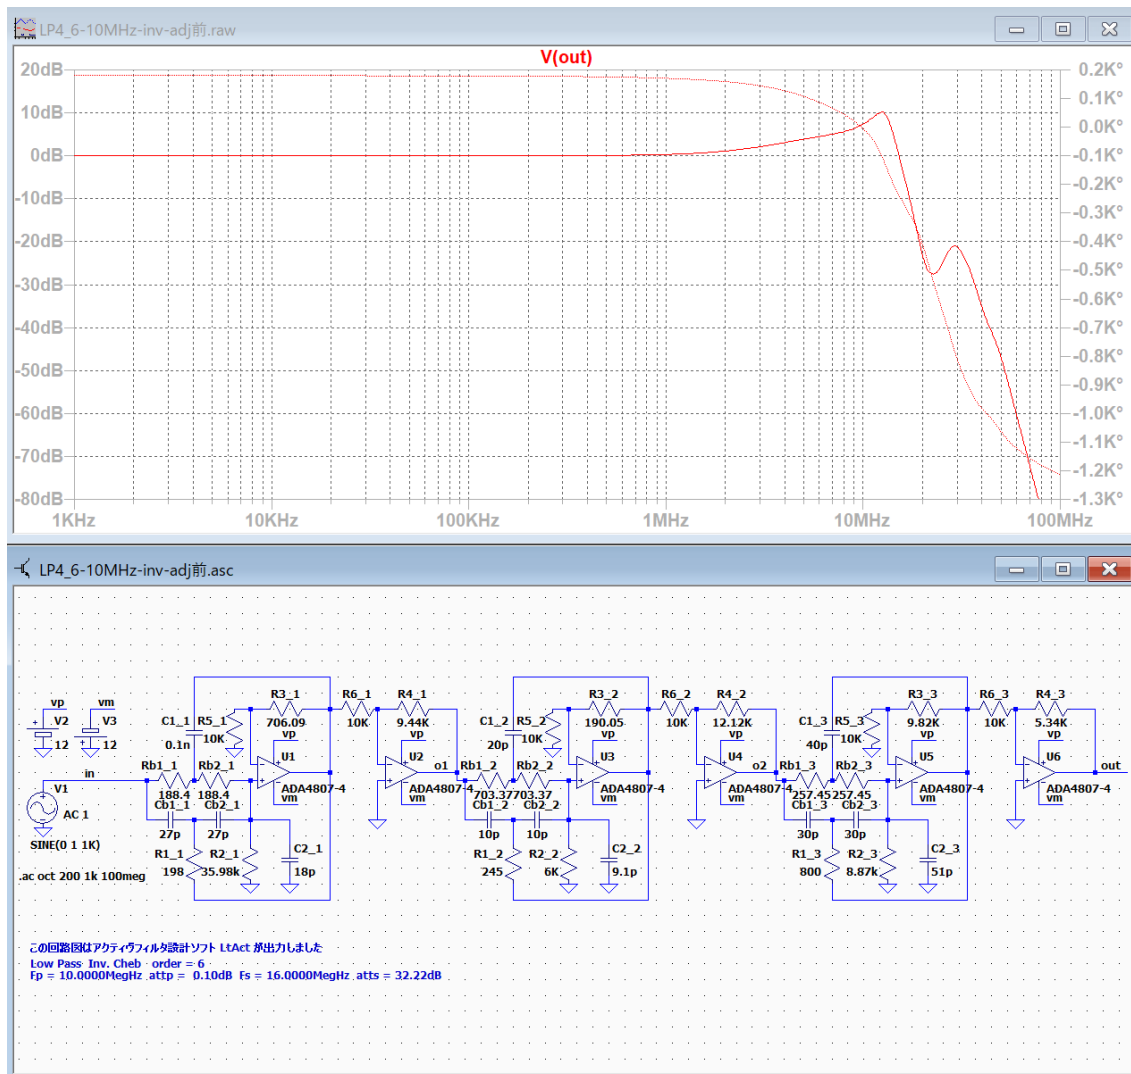 LP4_6-10MHz-inv-adj前.raw
V(out)
20dB
10dB
0dB
-10dB
-20dB
-30dB
-40dB
-50dB
-60dB
-70dB
-80dB
0.2K°
0.1K°
0.0K°
-0.1K°
-0.2K°
-0.3K°
-0.4K°
-0.5K°
-0.6K°
-0.7K°
-0.8K°
-0.9K°
-1.0K°
-1.1K°
-1.2K°
-1.3K°
1KHz 10KHz 100KHz 1MHz 10MHz 100MHz
LP4_6-10MHz-inv-adj前.asc
vp
V2
12
vm
V3
12
in
V1
AC 1
SINE(0 1 1K)
.ac oct 200 1k 100meg
R3_1
706.09
R6_1
10K
R4_1
9.44K
C1_1
0.1n
R5_1
10K
vp
U1
ADA4807-4
vm
vp
U2
ADA4807-4
vm
o1
Rb1_1
188.4
Rb2_1
188.4
Cb1_1
27p
Cb2_1
27p
R1_1
198
R2_1
35.98k
C2_1
18p
R3_2
190.05
R6_2
10K
R4_2
12.12K
C1_2
20p
R5_2
10K
vp
U3
ADA4807-4
vm
vp
U4
ADA4807-4
vm
o2
Rb1_2
703.37
Rb2_2
703.37
Cb1_2
10p
Cb2_2
10p
R1_2
245
R2_2
6K
C2_2
9.1p
R3_3
9.82K
R6_3
10K
R4_3
5.34K
C1_3
40p
R5_3
10K
vp
U5
ADA4807-4
vm
vp
U6
ADA4807-4
vm
out
Rb1_3
257.45
Rb2_3
257.45
Cb1_3
30p
Cb2_3
30p
R1_3
800
R2_3
8.87k
C2_3
51p
この回路図はアクティヴフィルタ設計ソフト LtAct が出力しました
Low Pass Inv. Cheb order = 6
Fp = 10.0000MegHz attp = 0.10dB Fs = 16.0000MegHz atts = 32.22dB